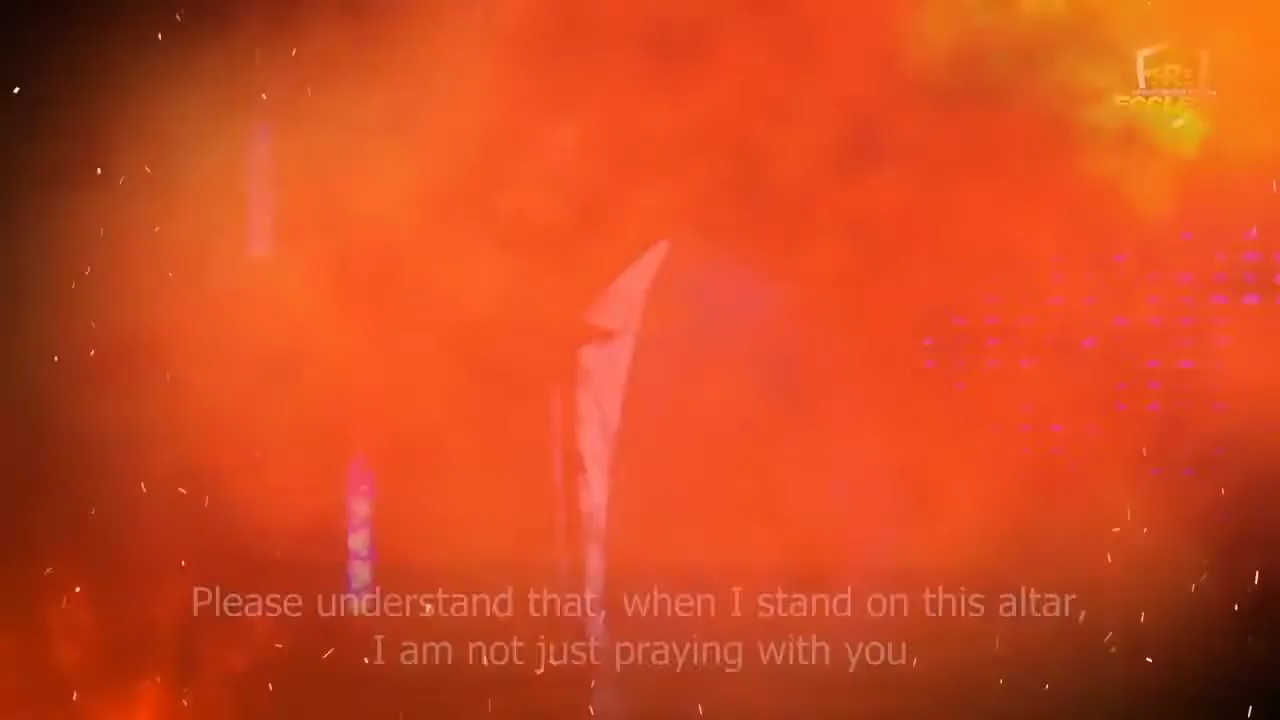 Please understand that, when I stand on this altar,
I am not just praying with you.